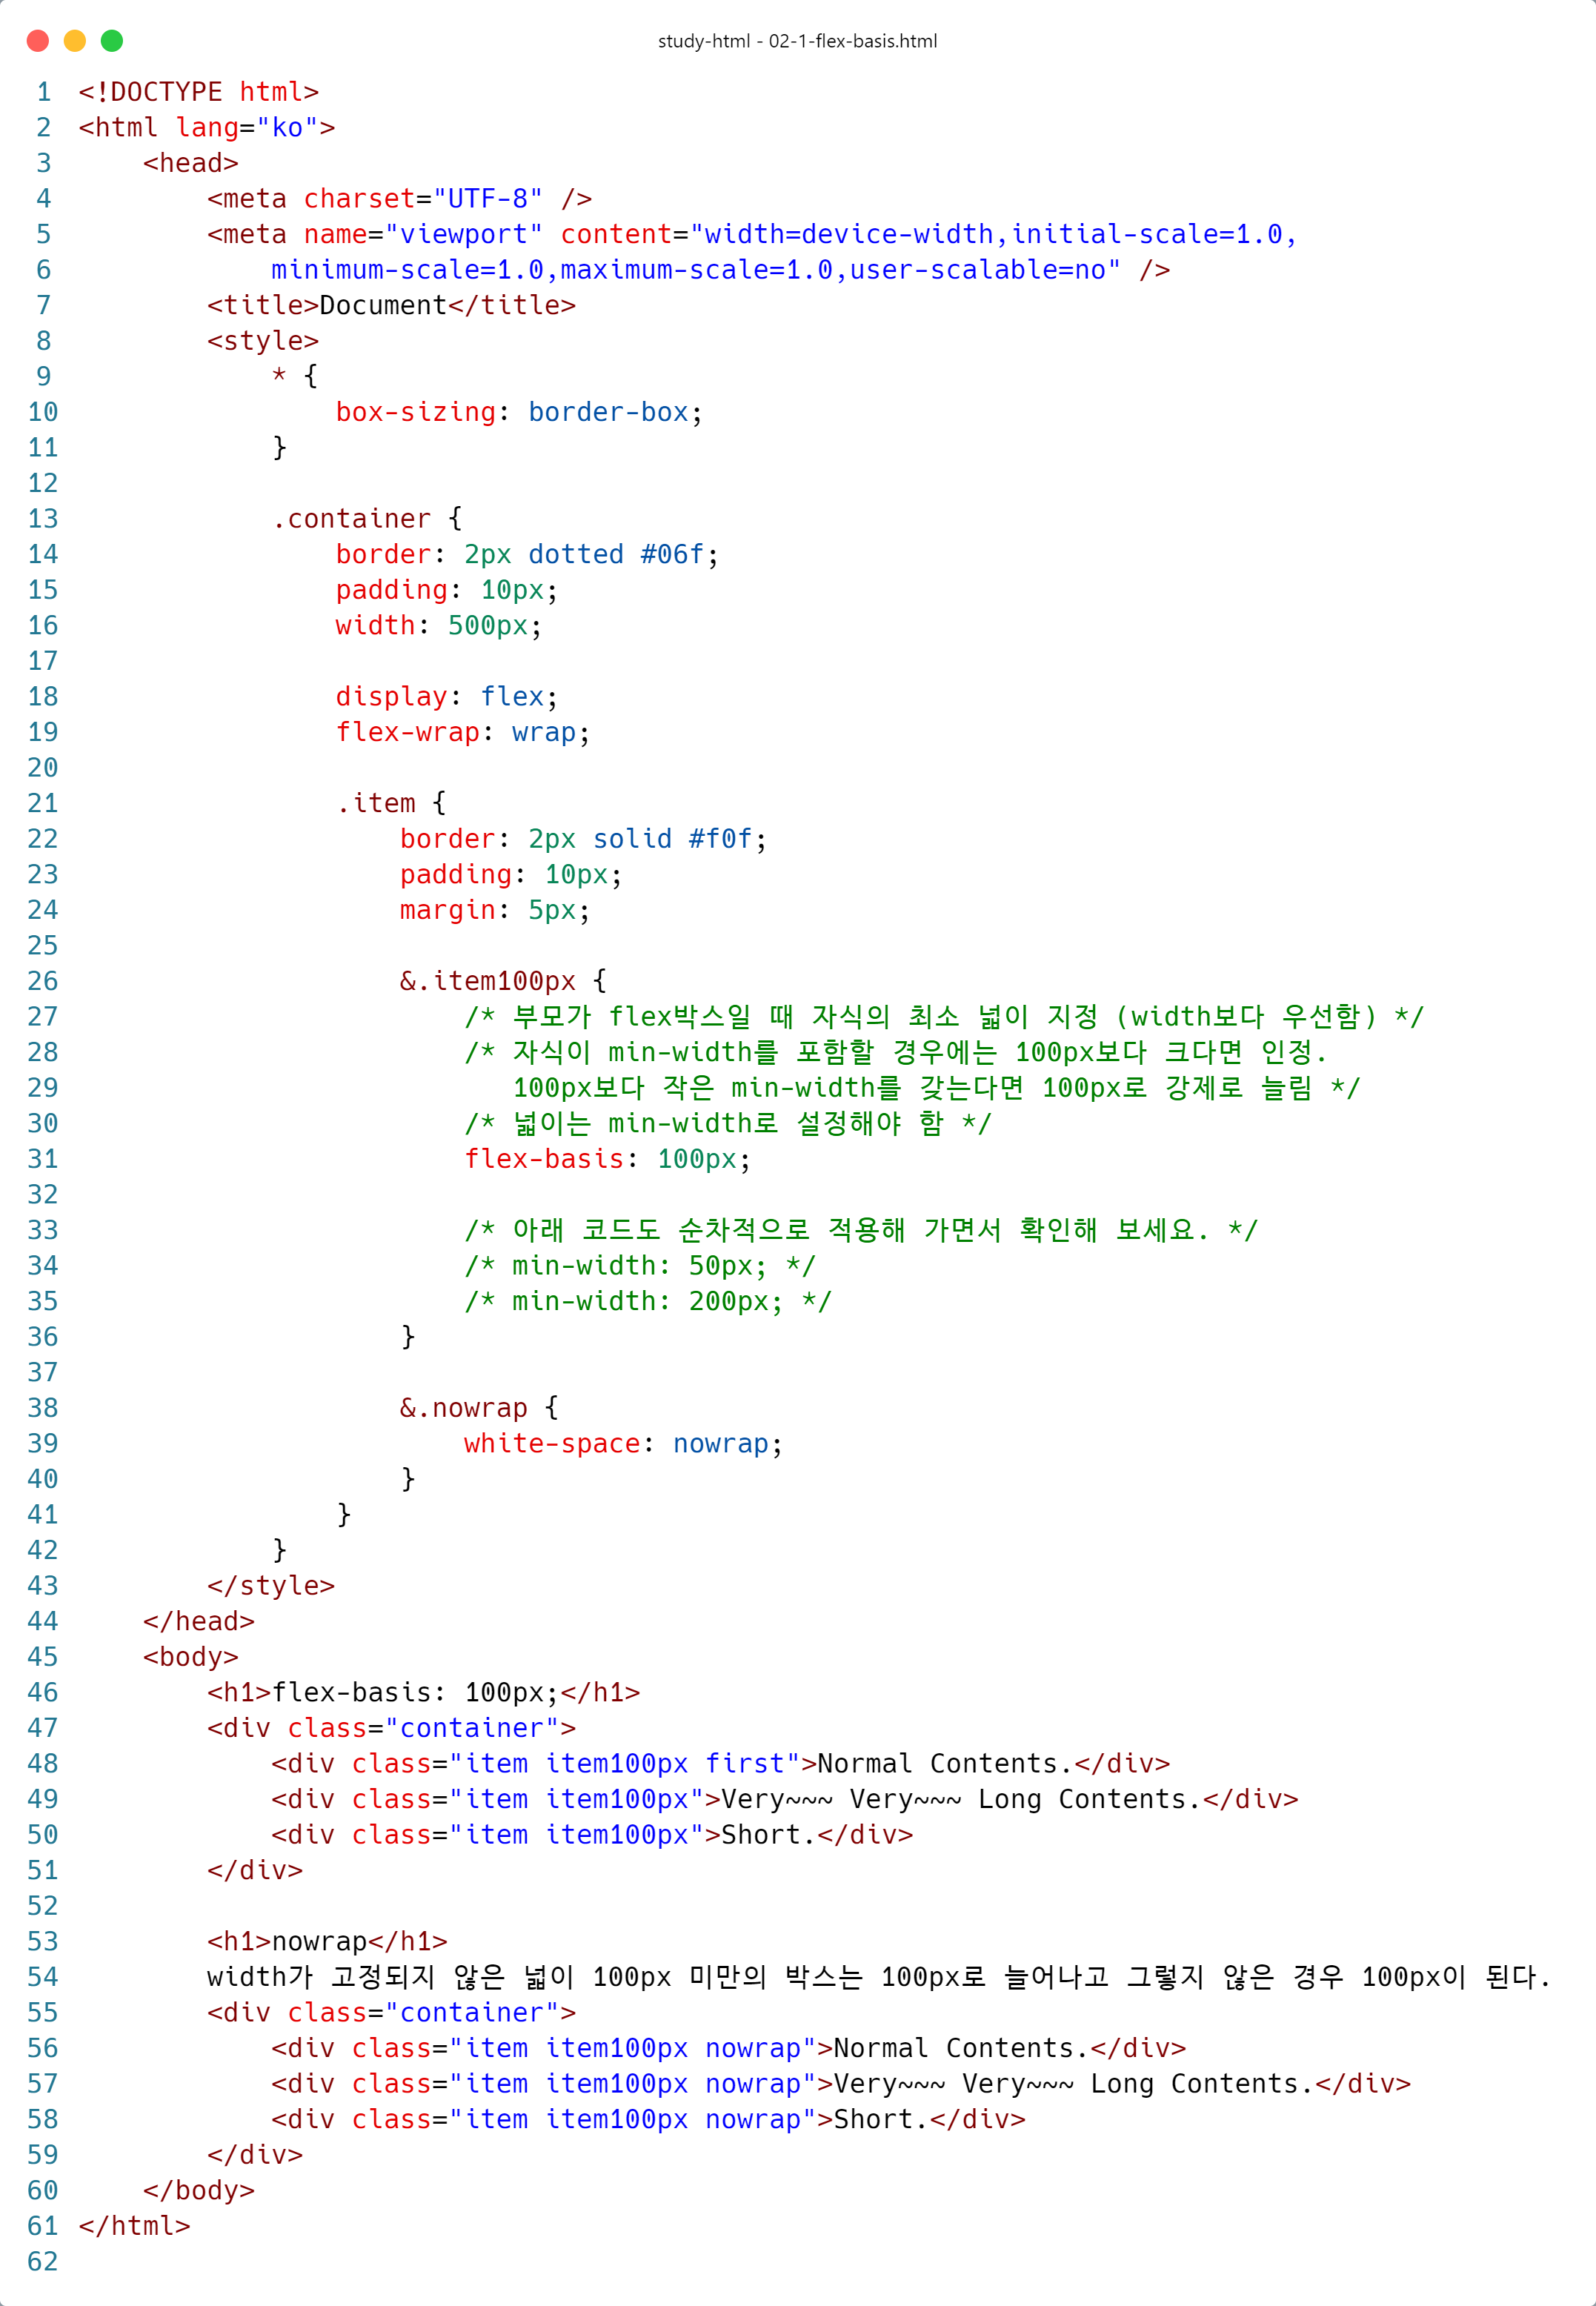 study-html - 02-1-flex-basis.html
1 <!DOCTYPE html>
2 <html lang="ko">
3     <head>
4         <meta charset="UTF-8" />
5         <meta name="viewport" content="width=device-width,initial-scale=1.0,
6             minimum-scale=1.0,maximum-scale=1.0,user-scalable=no" />
7         <title>Document</title>
8         <style>
9             * {
10                 box-sizing: border-box;
11             }
12
13             .container {
14                 border: 2px dotted #06f;
15                 padding: 10px;
16                 width: 500px;
17
18                 display: flex;
19                 flex-wrap: wrap;
20
21                 .item {
22                     border: 2px solid #f0f;
23                     padding: 10px;
24                     margin: 5px;
25
26                     &.item100px {
27                         /* 부모가 flex박스일 때 자식의 최소 넓이 지정 (width보다 우선함) */
28                         /* 자식이 min-width를 포함할 경우에는 100px보다 크다면 인정.
29                            100px보다 작은 min-width를 갖는다면 100px로 강제로 늘림 */
30                         /* 넓이는 min-width로 설정해야 함 */
31                         flex-basis: 100px;
32
33                         /* 아래 코드도 순차적으로 적용해 가면서 확인해 보세요. */
34                         /* min-width: 50px; */
35                         /* min-width: 200px; */
36                     }
37
38                     &.nowrap {
39                         white-space: nowrap;
40                     }
41                 }
42             }
43         </style>
44     </head>
45     <body>
46         <h1>flex-basis: 100px;</h1>
47         <div class="container">
48             <div class="item item100px first">Normal Contents.</div>
49             <div class="item item100px">Very~~~ Very~~~ Long Contents.</div>
50             <div class="item item100px">Short.</div>
51         </div>
52
53         <h1>nowrap</h1>
54         width가 고정되지 않은 넓이 100px 미만의 박스는 100px로 늘어나고 그렇지 않은 경우 100px이 된다.
55         <div class="container">
56             <div class="item item100px nowrap">Normal Contents.</div>
57             <div class="item item100px nowrap">Very~~~ Very~~~ Long Contents.</div>
58             <div class="item item100px nowrap">Short.</div>
59         </div>
60     </body>
61 </html>
62